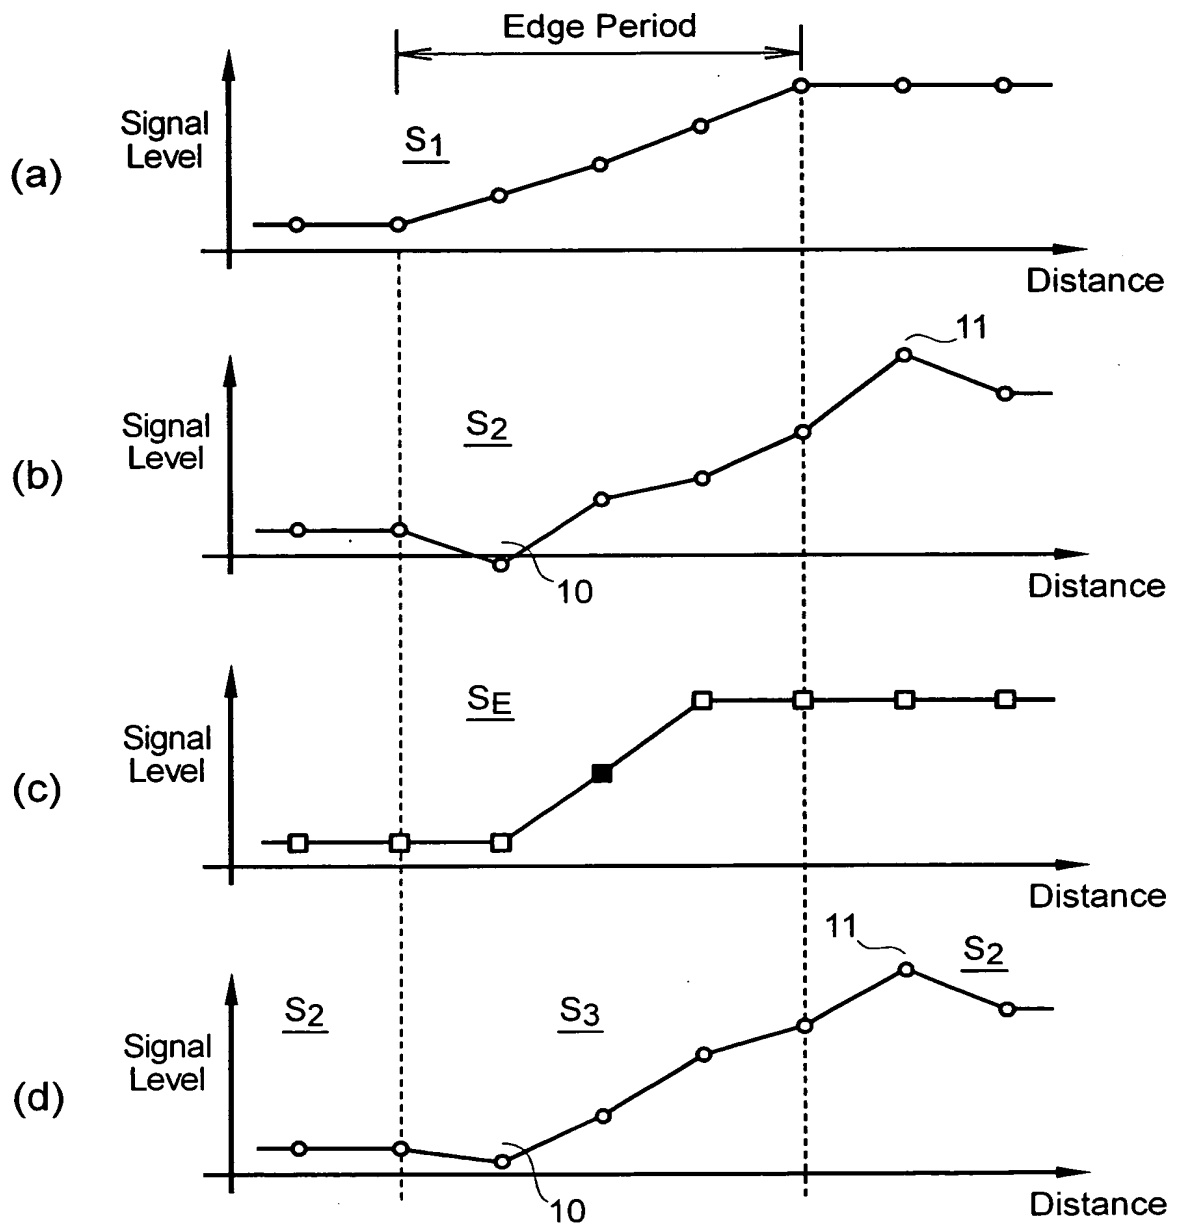 Edge Period
Signal
Level
S1
(a)
Distance
11
Signal
Level
S2
(b)
10
Distance
SE
Signal
Level
(c)
Distance
11
S2
S2
S3
Signal
Level
(d)
10
Distance